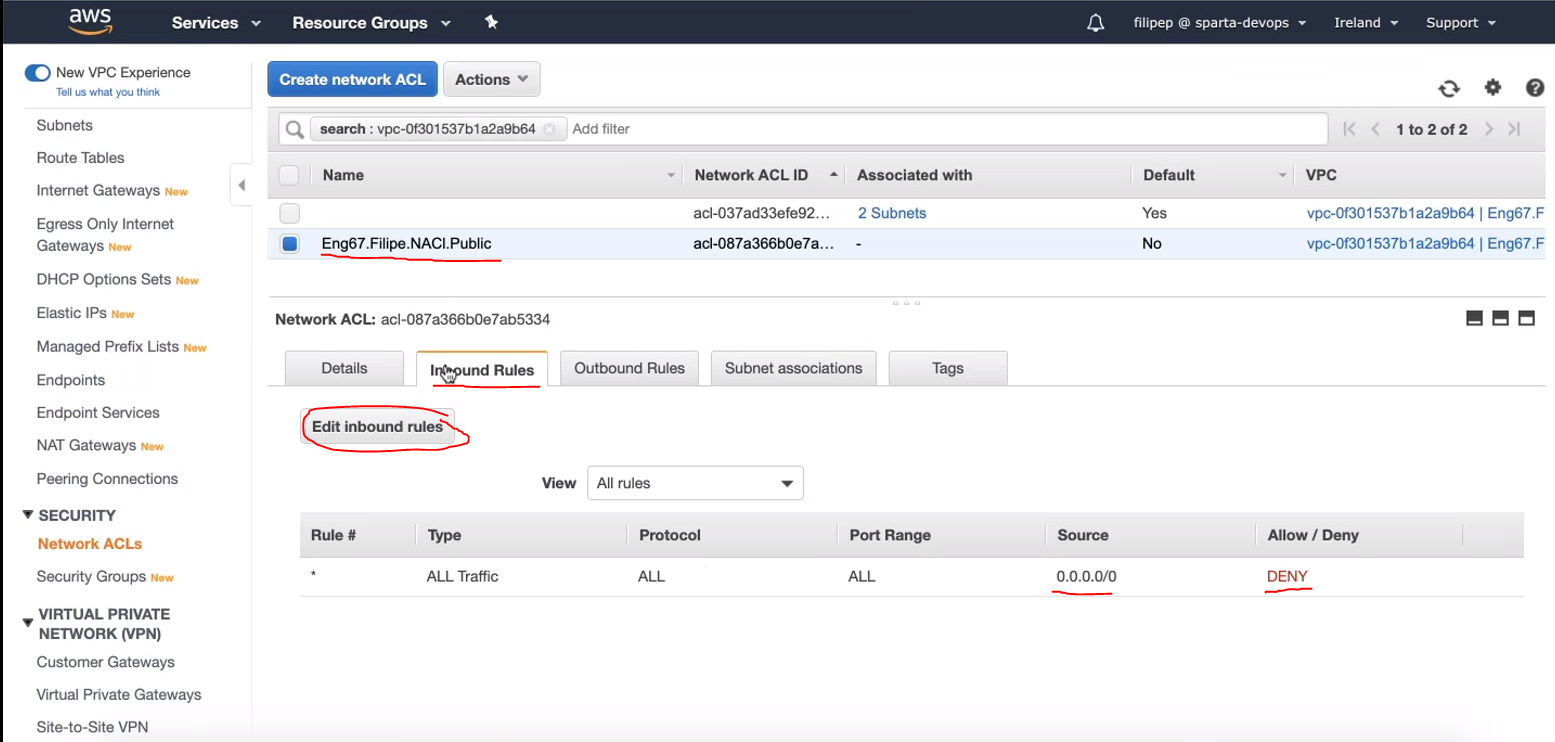 aws Services Resource Groups filipep @ sparta-devops Ireland Support
New VPC Experience
Tell us what you think
Subnets
Route Tables
Internet Gateways New
Egress Only Internet
Gateways New
DHCP Options Sets New
Elastic IPs New
Managed Prefix Lists New
Endpoints
Endpoint Services
NAT Gateways New
Peering Connections
SECURITY
Network ACLs
Security Groups New
VIRTUAL PRIVATE
NETWORK (VPN)
Customer Gateways
Virtual Private Gateways
Site-to-Site VPN
Create network ACL Actions
search : vpc-0f301537b1a2a9b64 Add filter 1 to 2 of 2
Name Network ACL ID Associated with Default VPC
acl-037ad33efe92... 2 Subnets Yes vpc-0f301537b1a2a9b64 | Eng67.F
Eng67.Filipe.NACl.Public acl-087a366b0e7a... - No vpc-0f301537b1a2a9b64 | Eng67.F
Network ACL: acl-087a366b0e7ab5334
Details Inbound Rules Outbound Rules Subnet associations Tags
Edit inbound rules
View All rules
Rule # Type Protocol Port Range Source Allow / Deny
* ALL Traffic ALL ALL 0.0.0.0/0 DENY